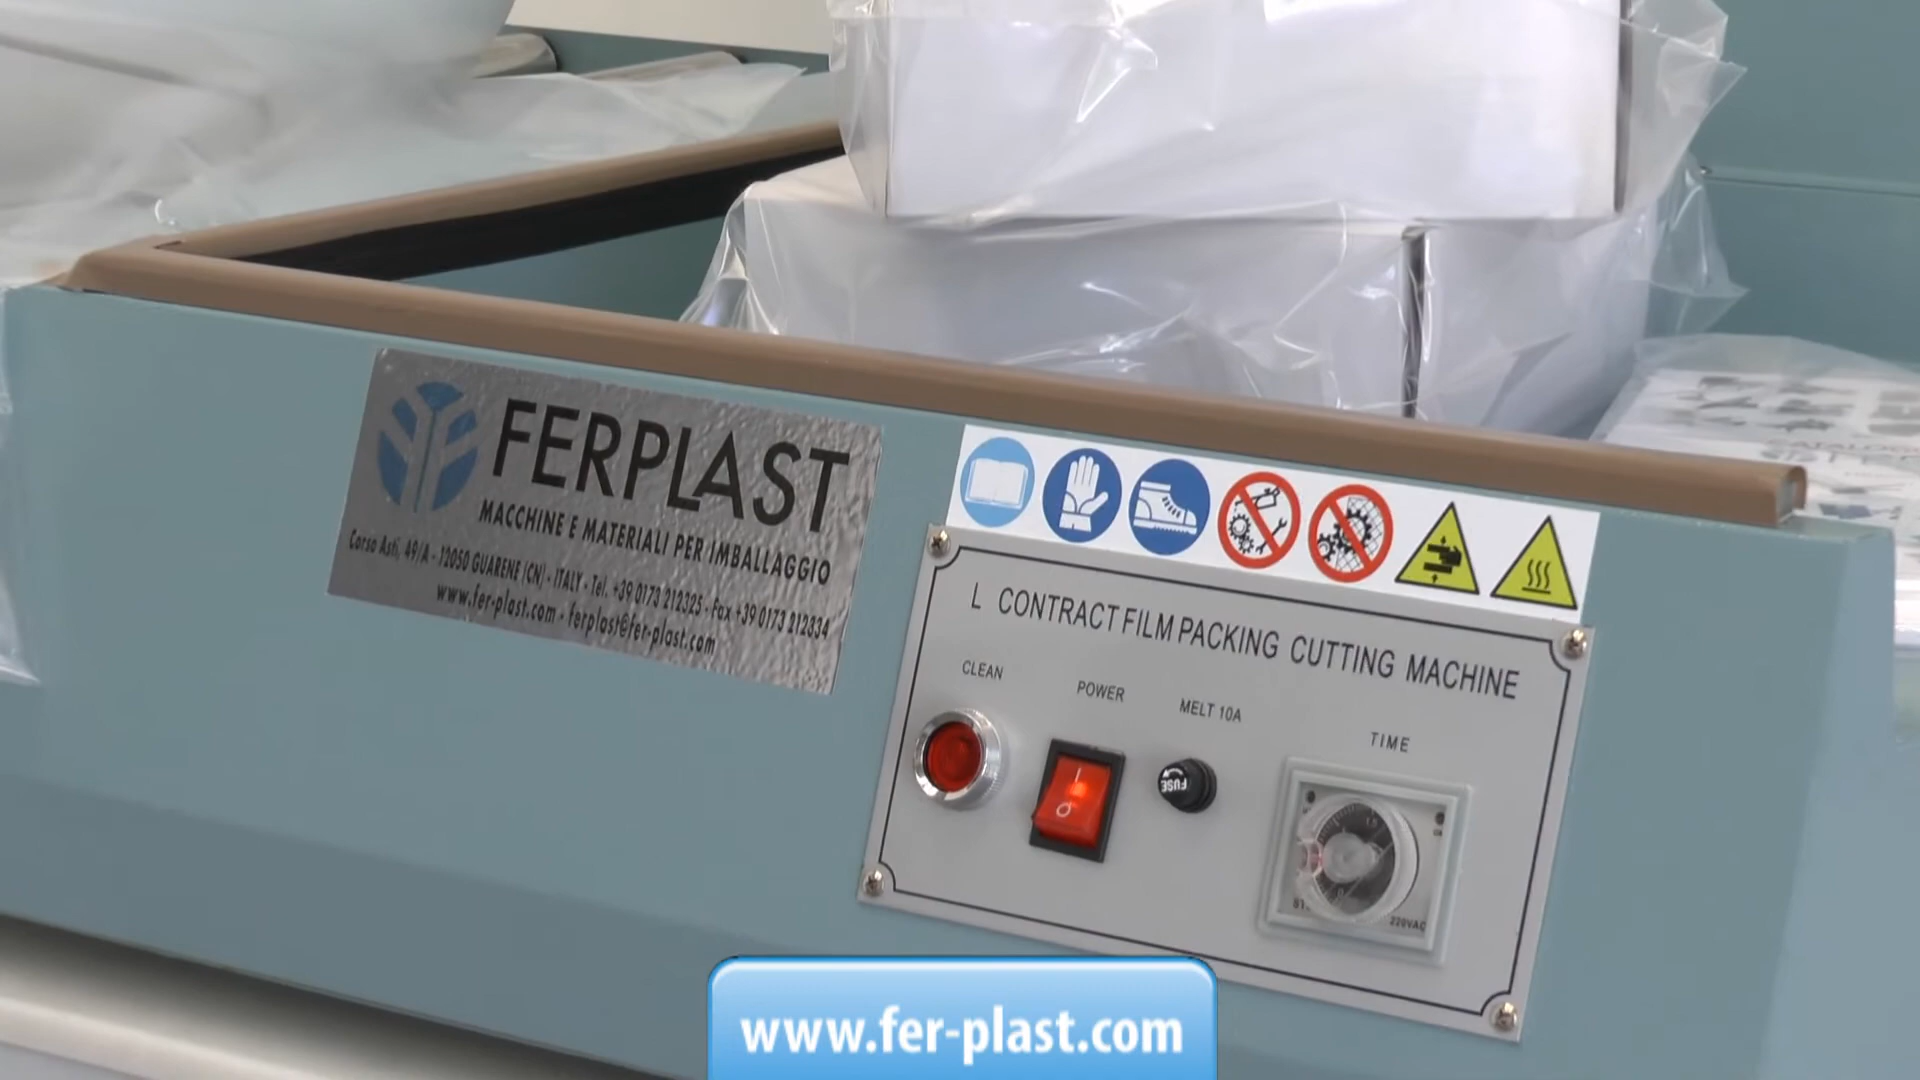 FERPLAST
MACCHINE E MATERIALI PER IMBALLAGGIO
Corso Asti, 49/A - 12050 GUARENE (CN) - ITALY - Tel. +39 0173 212325 - Fax +39 0173 212334
www.fer-plast.com - ferplast@fer-plast.com
L CONTRACT FILM PACKING CUTTING MACHINE
CLEAN
POWER
MELT 10A
TIME
FUSE
220VAC
www.fer-plast.com